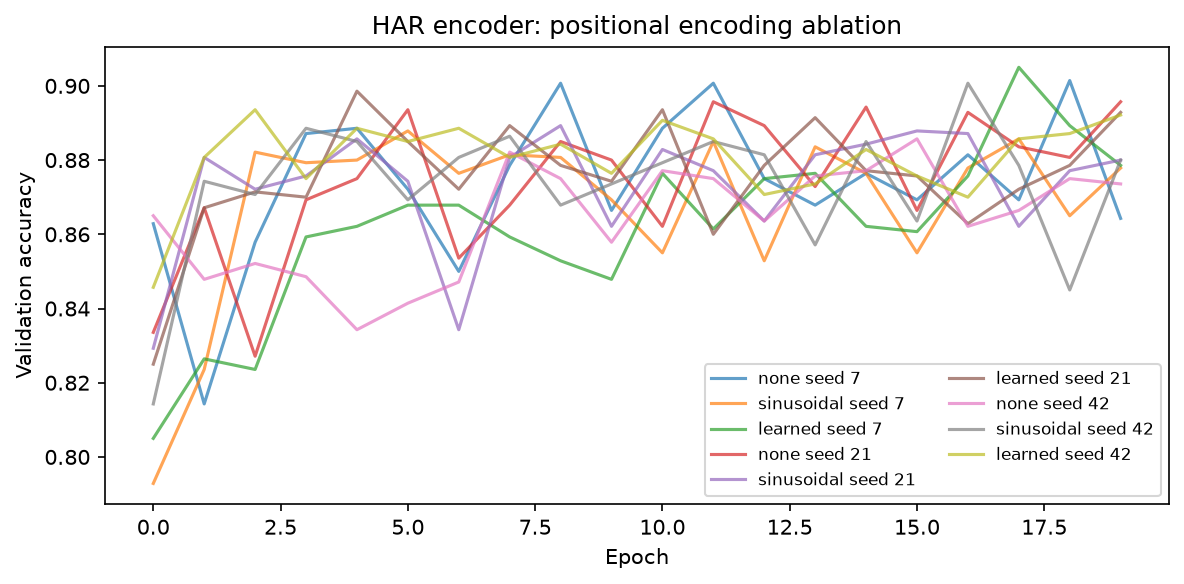 HAR encoder: positional encoding ablation
Validation accuracy
0.90
0.88
0.86
0.84
0.82
0.80
none seed 7
sinusoidal seed 7
learned seed 7
none seed 21
sinusoidal seed 21
learned seed 21
none seed 42
sinusoidal seed 42
learned seed 42
0.0 2.5 5.0 7.5 10.0 12.5 15.0 17.5
Epoch